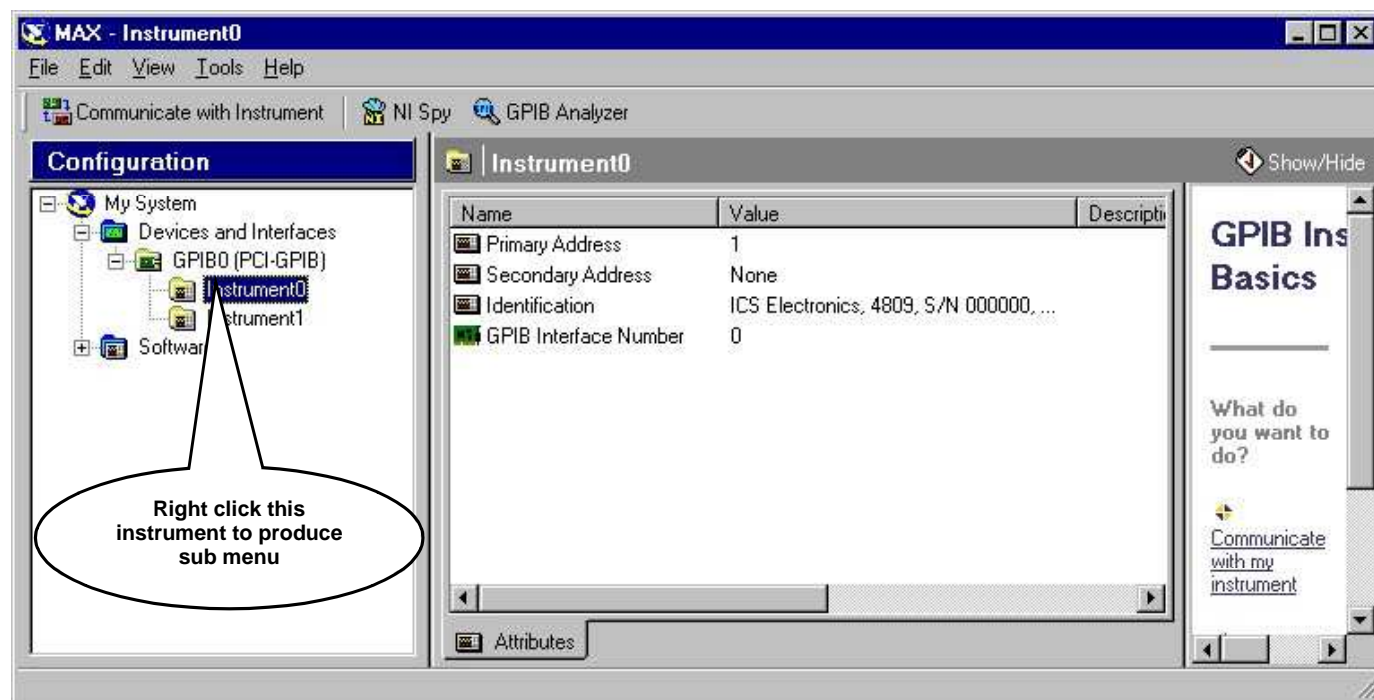 MAX - Instrument0
File Edit View Tools Help
Communicate with Instrument NI Spy GPIB Analyzer
Configuration
My System
Devices and Interfaces
GPIB0 (PCI-GPIB)
Instrument0
strument1
Softwar
Right click this
instrument to produce
sub menu
Instrument0
Show/Hide
Name Value Descripti
Primary Address 1
Secondary Address None
Identification ICS Electronics, 4809, S/N 000000, ...
GPIB Interface Number 0
Attributes
GPIB Ins
Basics
What do
you want to
do?
Communicate
with my
instrument